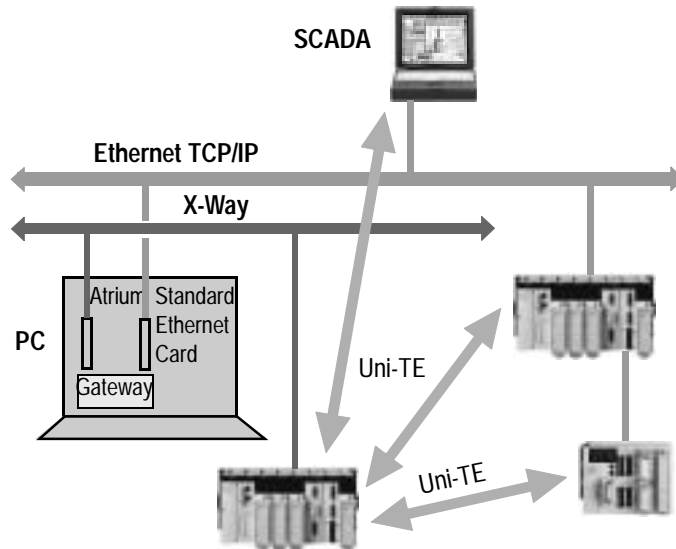 SCADA
Ethernet TCP/IP
X-Way
Atrium
Standard
Ethernet
Card
PC
Gateway
Uni-TE
Uni-TE